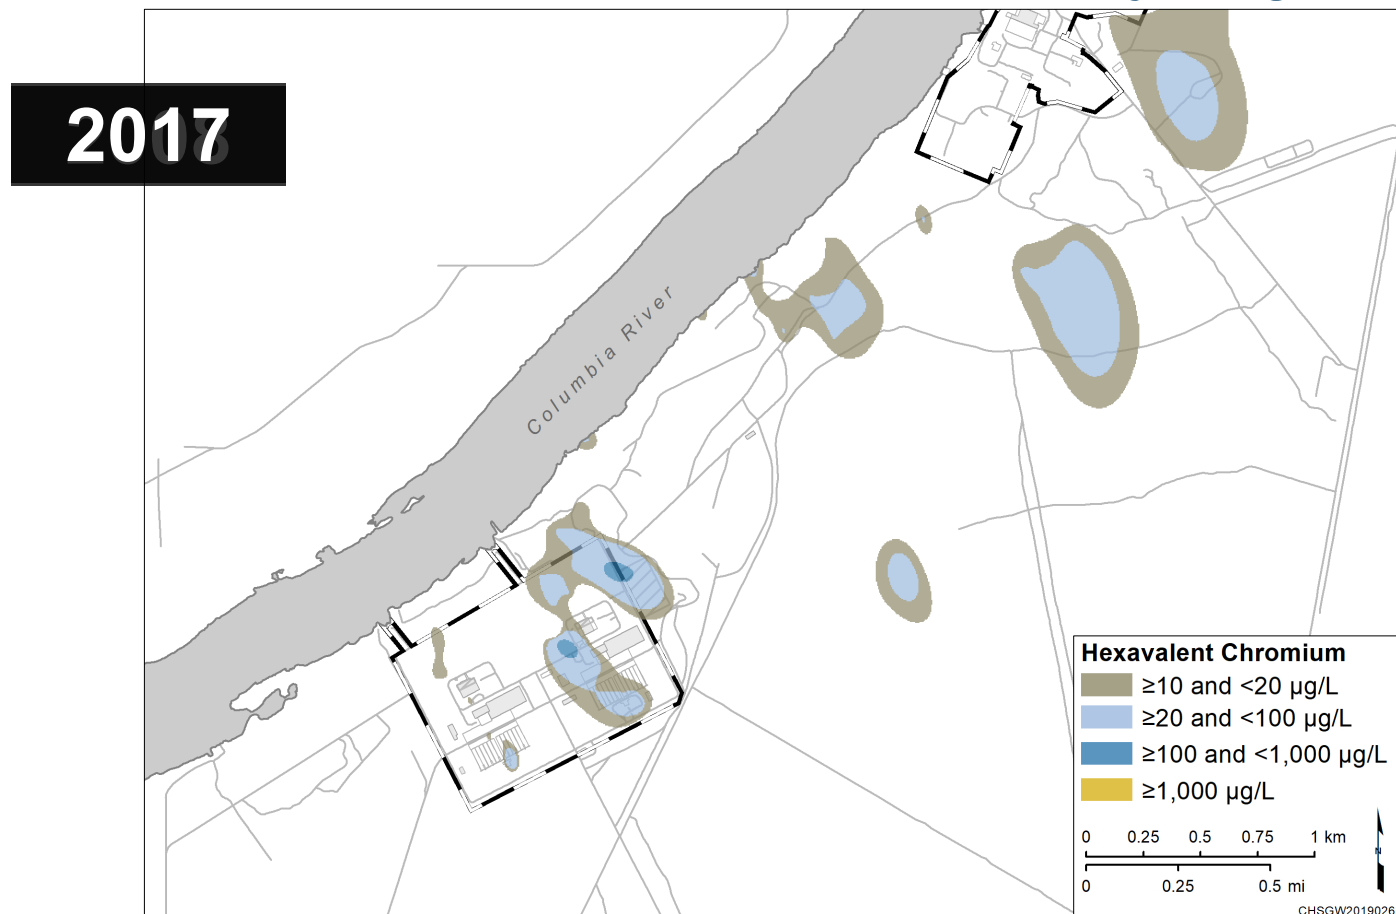 2017
Columbia River
Hexavalent Chromium
≥10 and <20 µg/L
≥20 and <100 µg/L
≥100 and <1,000 µg/L
≥1,000 µg/L
0 0.25 0.5 0.75 1 km
0 0.25 0.5 mi
N
CHSGW2019026